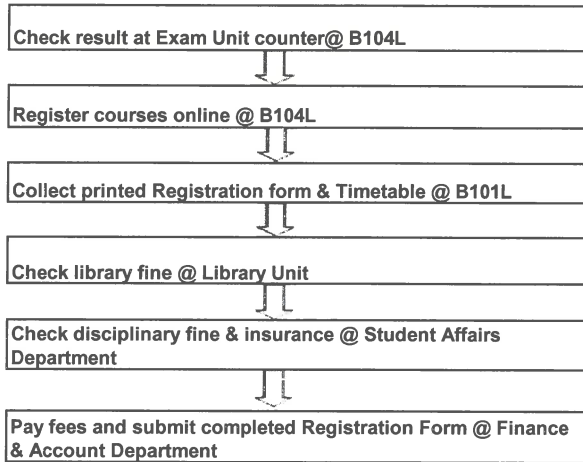 Check result at Exam Unit counter@ B104L
Register courses online @ B104L
Collect printed Registration form & Timetable @ B101L
Check library fine @ Library Unit
Check disciplinary fine & insurance @ Student Affairs
Department
Pay fees and submit completed Registration Form @ Finance
& Account Department